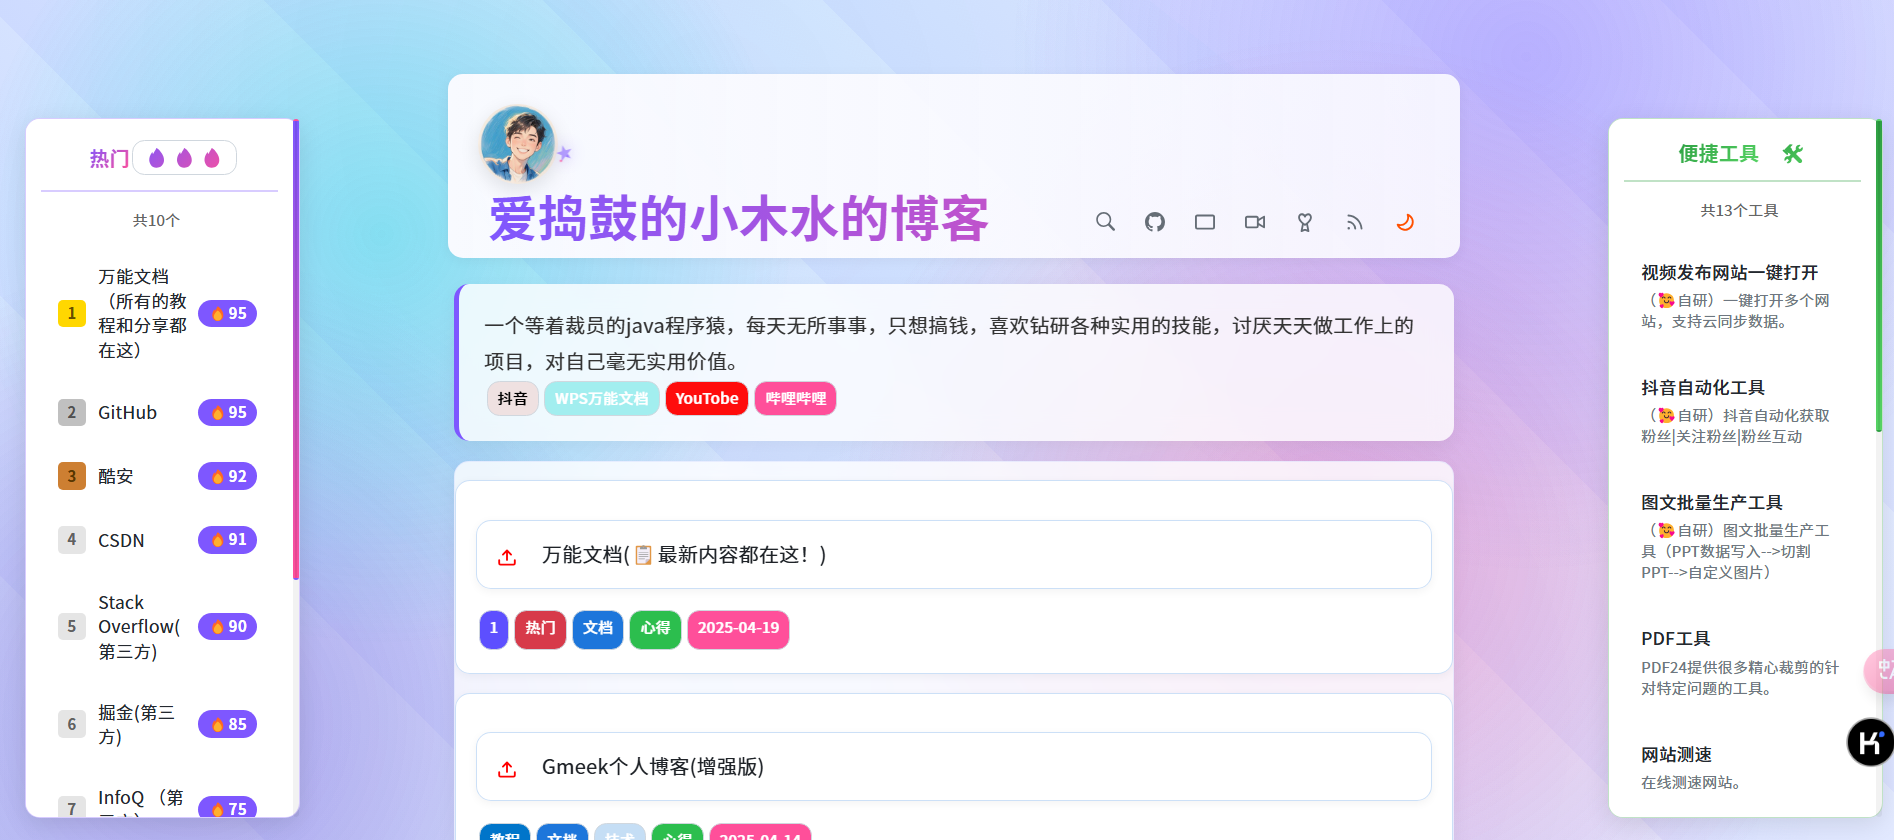 热门
共10个
1
万能文档
（所有的教
程和分享都
在这）
95
2
GitHub
95
3
酷安
92
4
CSDN
91
5
Stack
Overflow(
第三方)
90
6
掘金(第三
方)
85
7
InfoQ （第
75
爱捣鼓的小木水的博客
一个等着裁员的java程序猿，每天无所事事，只想搞钱，喜欢钻研各种实用的技能，讨厌天天做工作上的
项目，对自己毫无实用价值。
抖音 WPS万能文档 YouTobe 哔哩哔哩
万能文档(📋最新内容都在这！)
1 热门 文档 心得 2025-04-19
Gmeek个人博客(增强版)
教程 文档 技术 心得 2025-04-14
便捷工具
共13个工具
视频发布网站一键打开
（🥰自研）一键打开多个网
站，支持云同步数据。
抖音自动化工具
（🥰自研）抖音自动化获取
粉丝|关注粉丝|粉丝互动
图文批量生产工具
（🥰自研）图文批量生产工
具（PPT数据写入-->切割
PPT-->自定义图片）
PDF工具
PDF24提供很多精心裁剪的针
对特定问题的工具。
网站测速
在线测速网站。